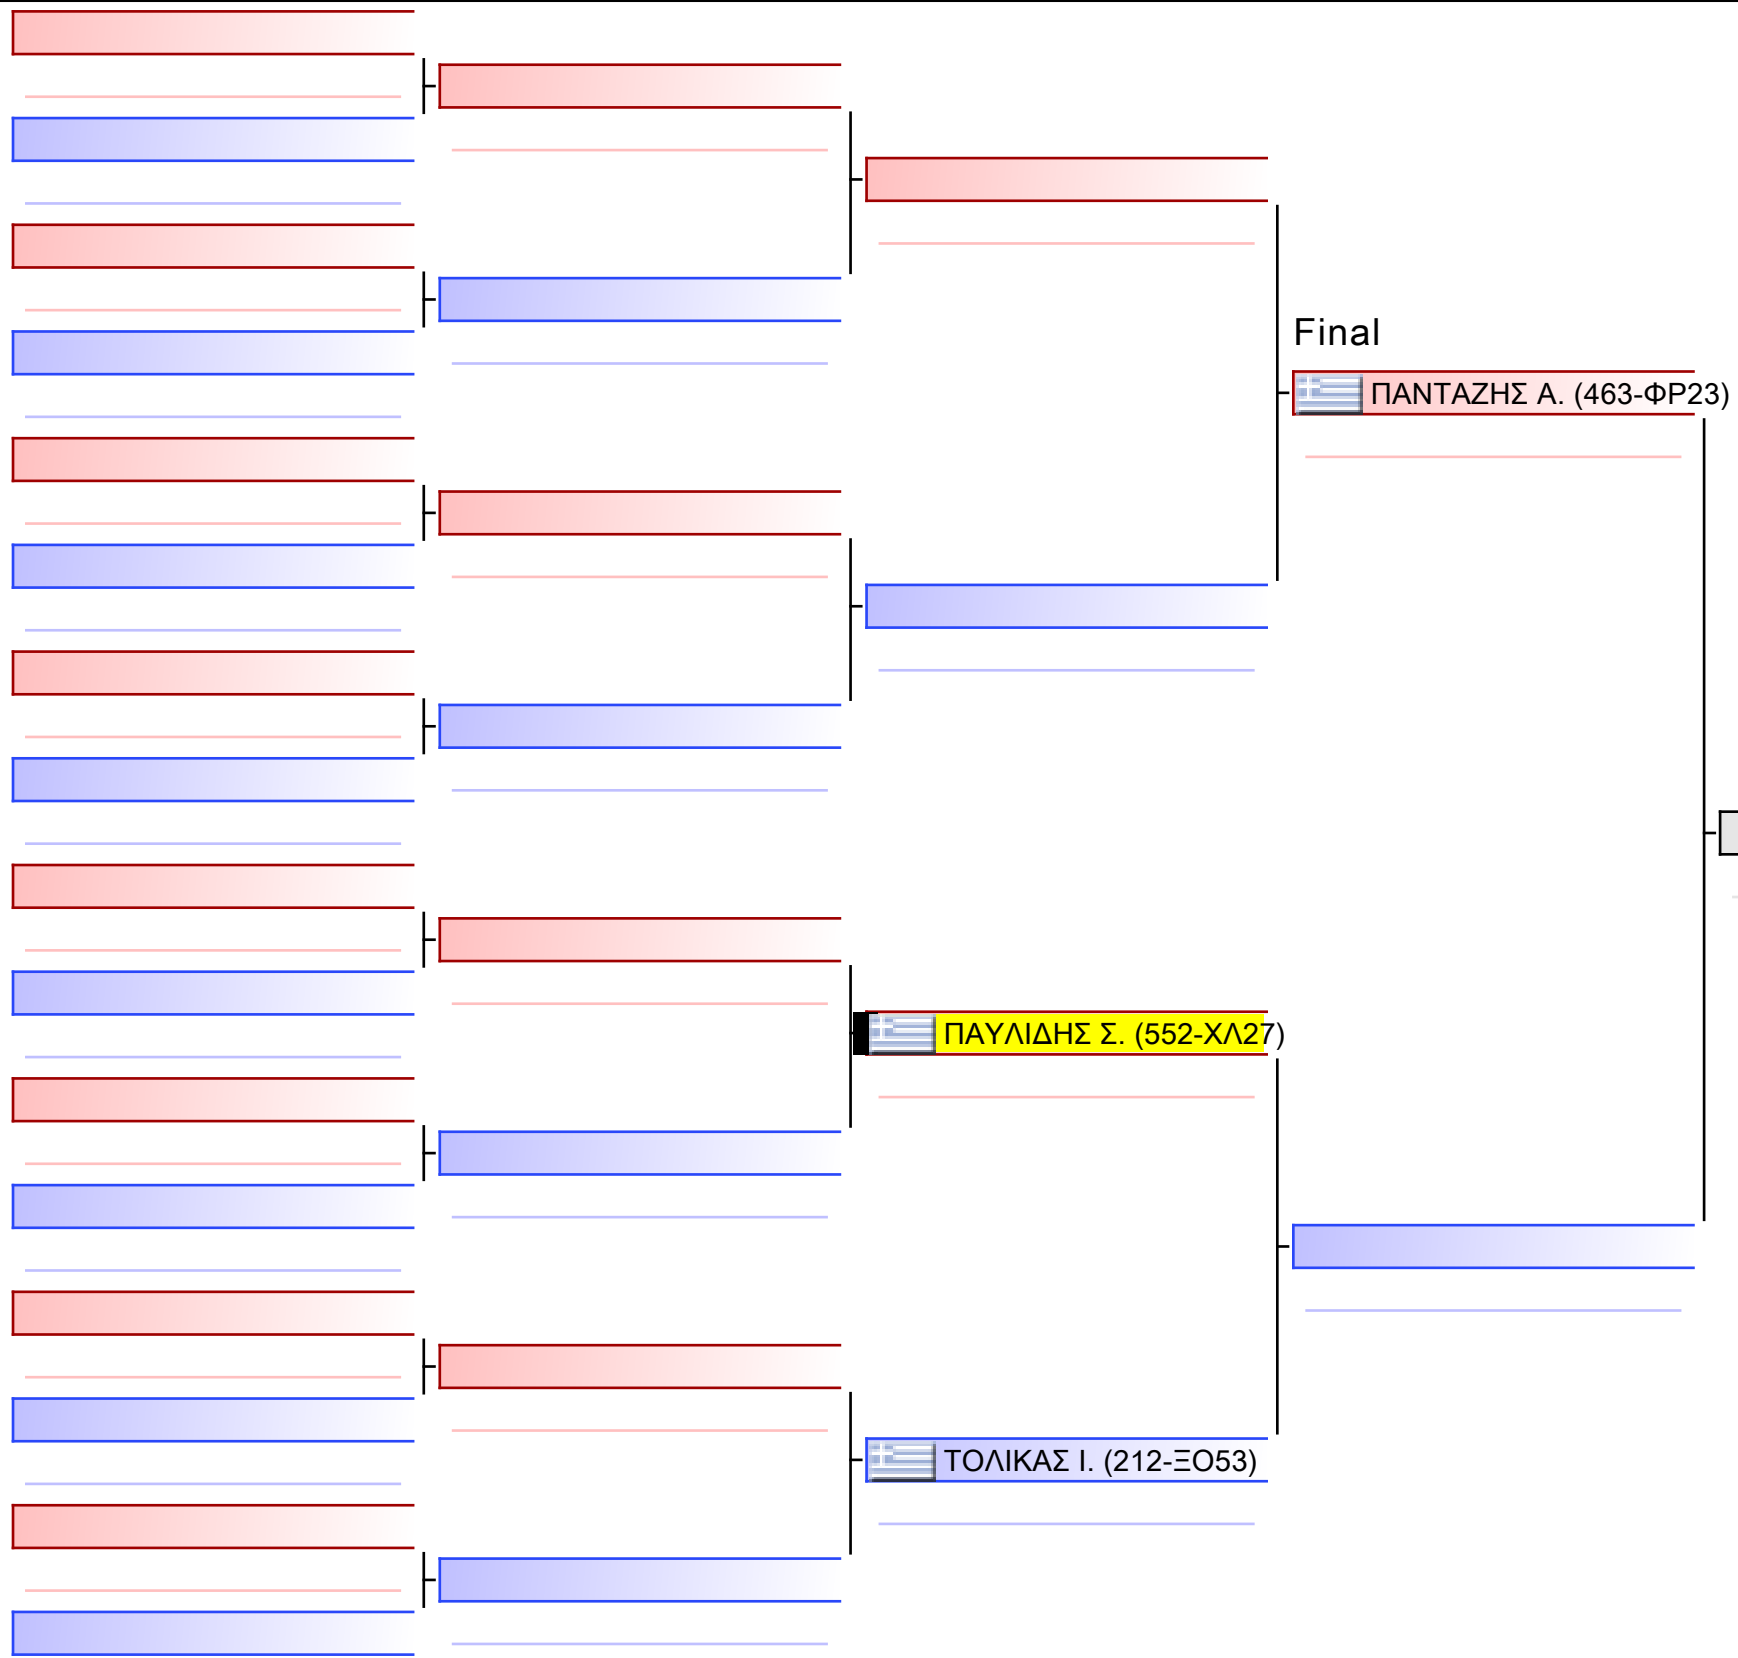 Final
ΠΑΝΤΑΖΗΣ Α. (463-ΦΡ23)
ΠΑΥΛΙΔΗΣ Σ. (552-ΧΛ27)
ΤΟΛΙΚΑΣ Ι. (212-ΞΟ53)